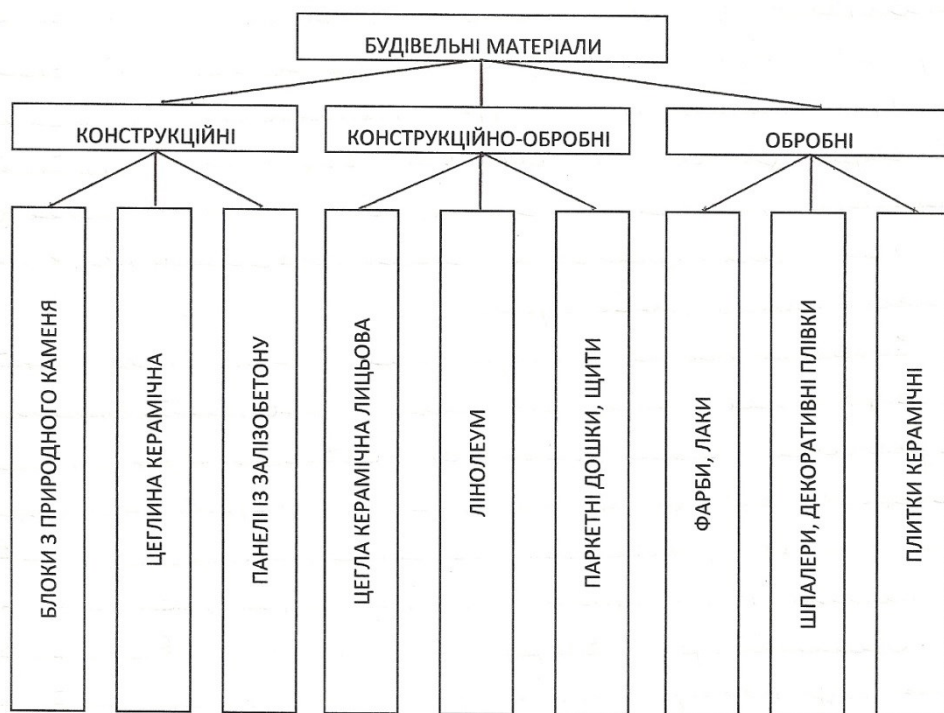 БУДІВЕЛЬНІ МАТЕРІАЛИ
КОНСТРУКЦІЙНІ
КОНСТРУКЦІЙНО-ОБРОБНІ
ОБРОБНІ
БЛОКИ З ПРИРОДНОГО КАМЕНЯ
ЦЕГЛИНА КЕРАМІЧНА
ПАНЕЛІ ІЗ ЗАЛІЗОБЕТОНУ
ЦЕГЛА КЕРАМІЧНА ЛИЦЬОВА
ЛІНОЛЕУМ
ПАРКЕТНІ ДОШКИ, ЩИТИ
ФАРБИ, ЛАКИ
ШПАЛЕРИ, ДЕКОРАТИВНІ ПЛІВКИ
ПЛИТКИ КЕРАМІЧНІ